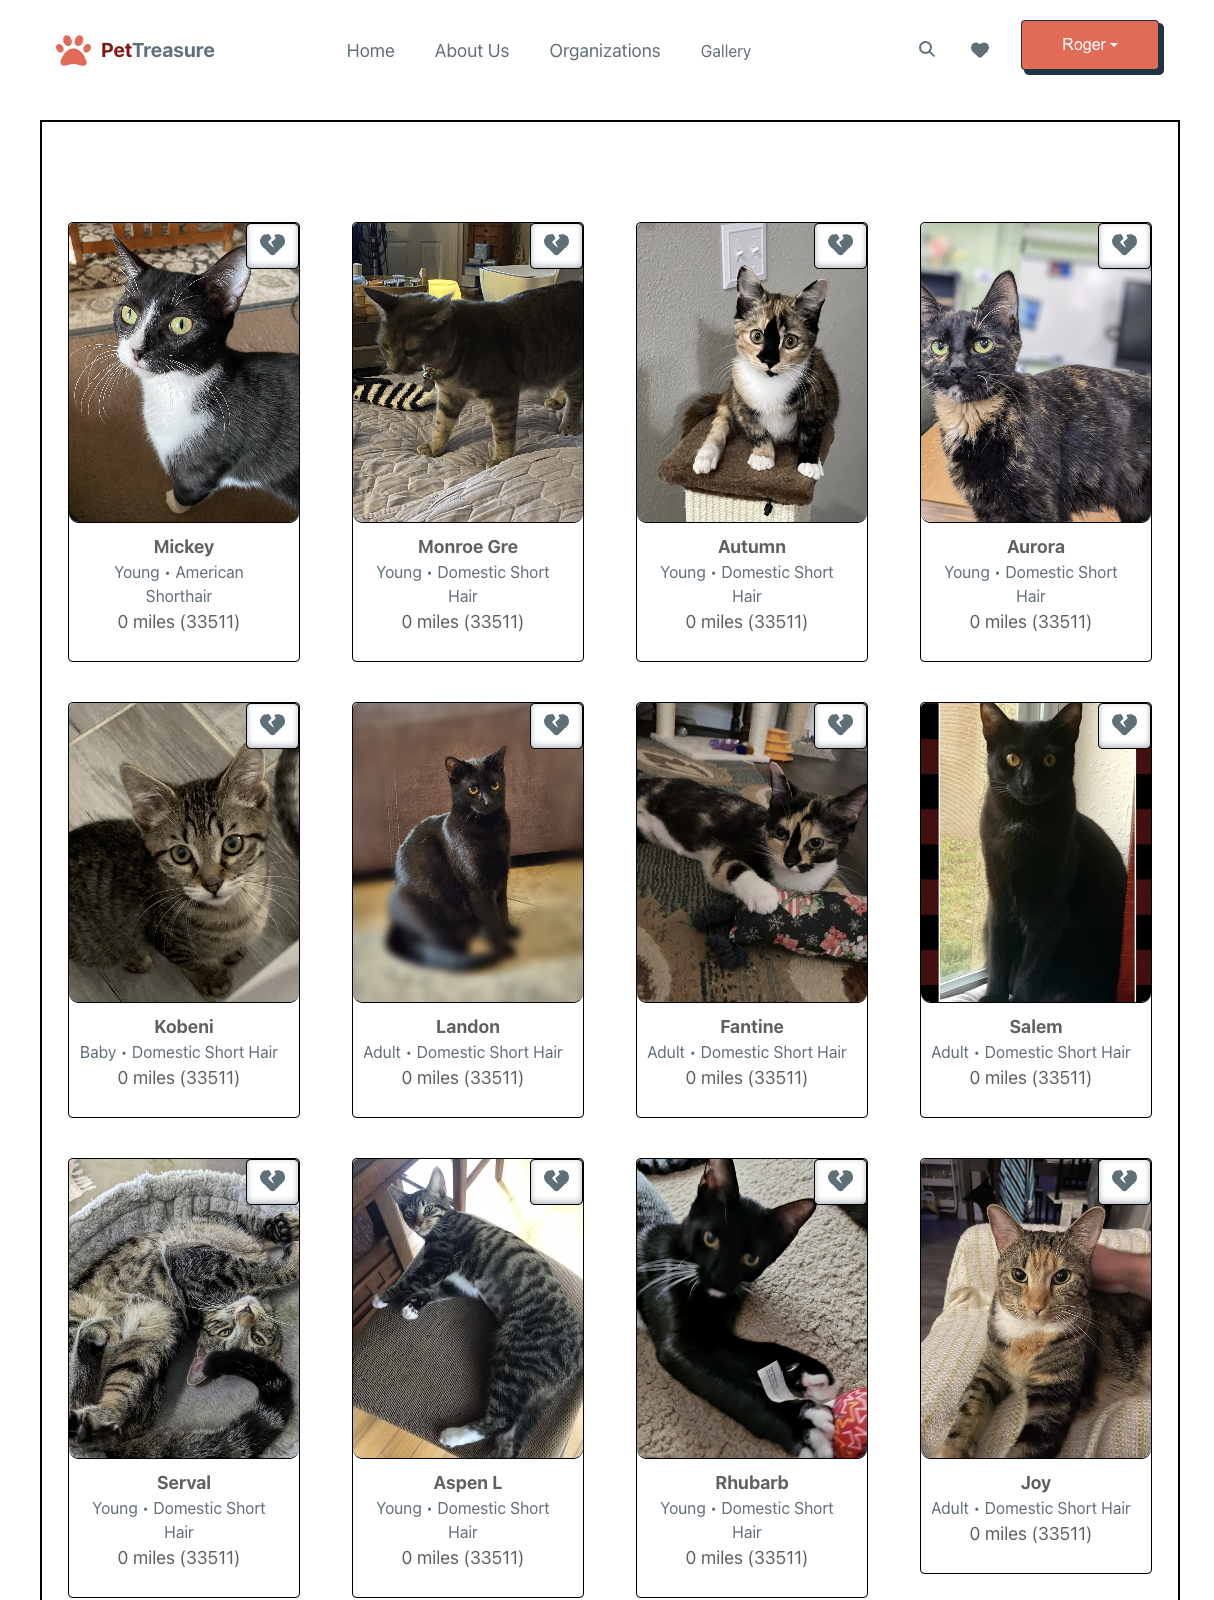 PetTreasure
Home
About Us
Organizations
Gallery
Roger
Mickey
Young • American
Shorthair
0 miles (33511)
Monroe Gre
Young • Domestic Short
Hair
0 miles (33511)
Autumn
Young • Domestic Short
Hair
0 miles (33511)
Aurora
Young • Domestic Short
Hair
0 miles (33511)
Kobeni
Baby • Domestic Short Hair
0 miles (33511)
Landon
Adult • Domestic Short Hair
0 miles (33511)
Fantine
Adult • Domestic Short Hair
0 miles (33511)
Salem
Adult • Domestic Short Hair
0 miles (33511)
Serval
Young • Domestic Short
Hair
0 miles (33511)
Aspen L
Young • Domestic Short
Hair
0 miles (33511)
Rhubarb
Young • Domestic Short
Hair
0 miles (33511)
Joy
Adult • Domestic Short Hair
0 miles (33511)